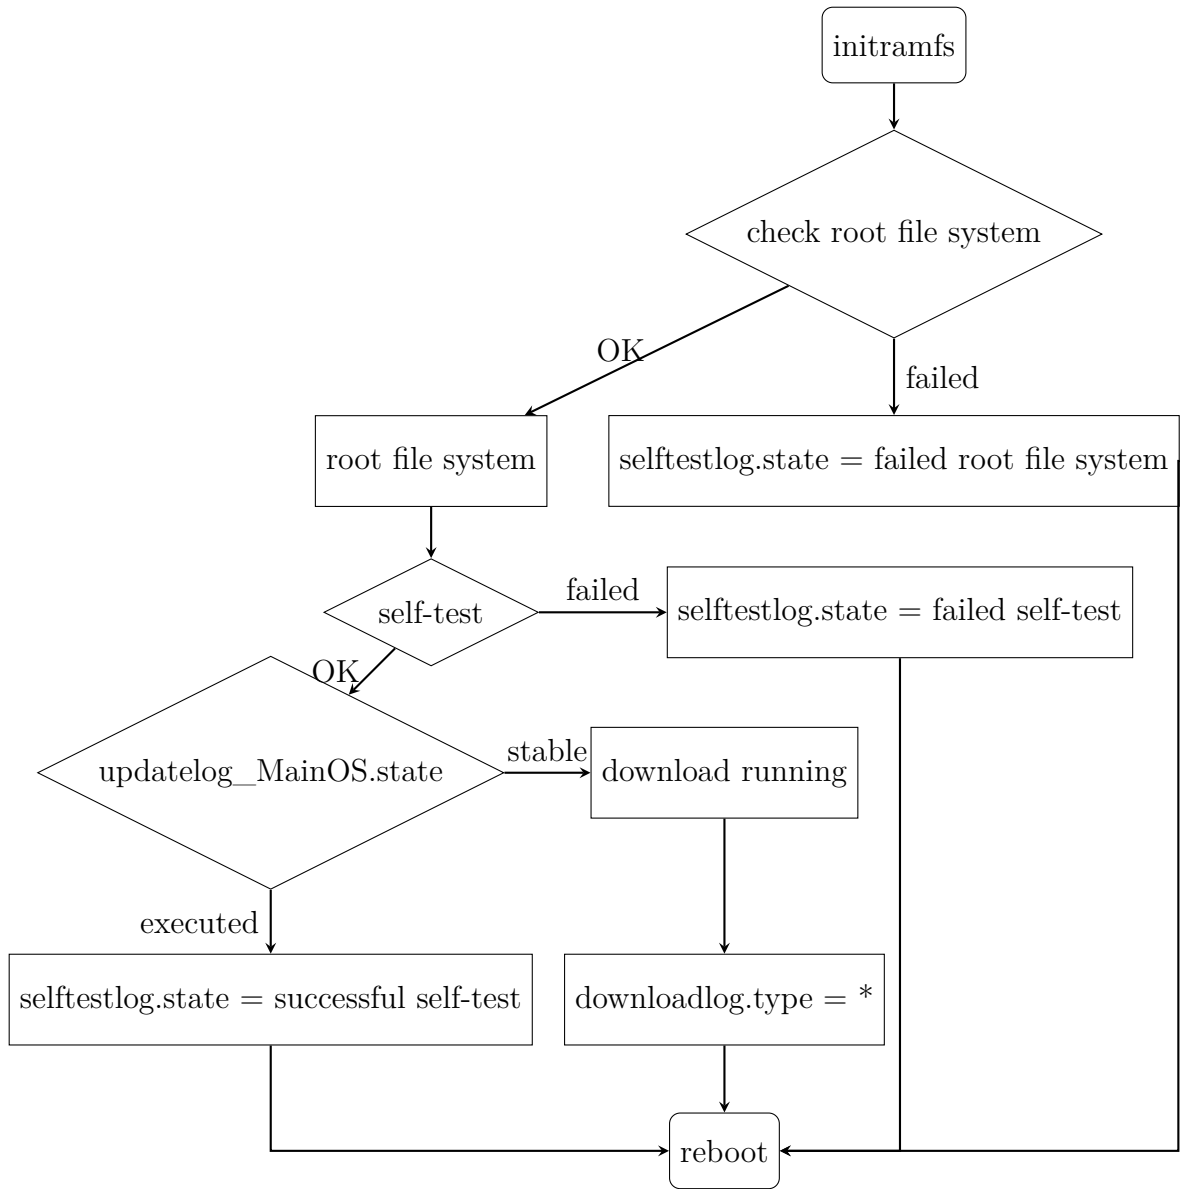 initramfs
check root file system
OK
failed
root file system
selftestlog.state = failed root file system
self-test
failed
selftestlog.state = failed self-test
OK
updatelog_MainOS.state
stable
download running
executed
selftestlog.state = successful self-test
downloadlog.type = *
reboot